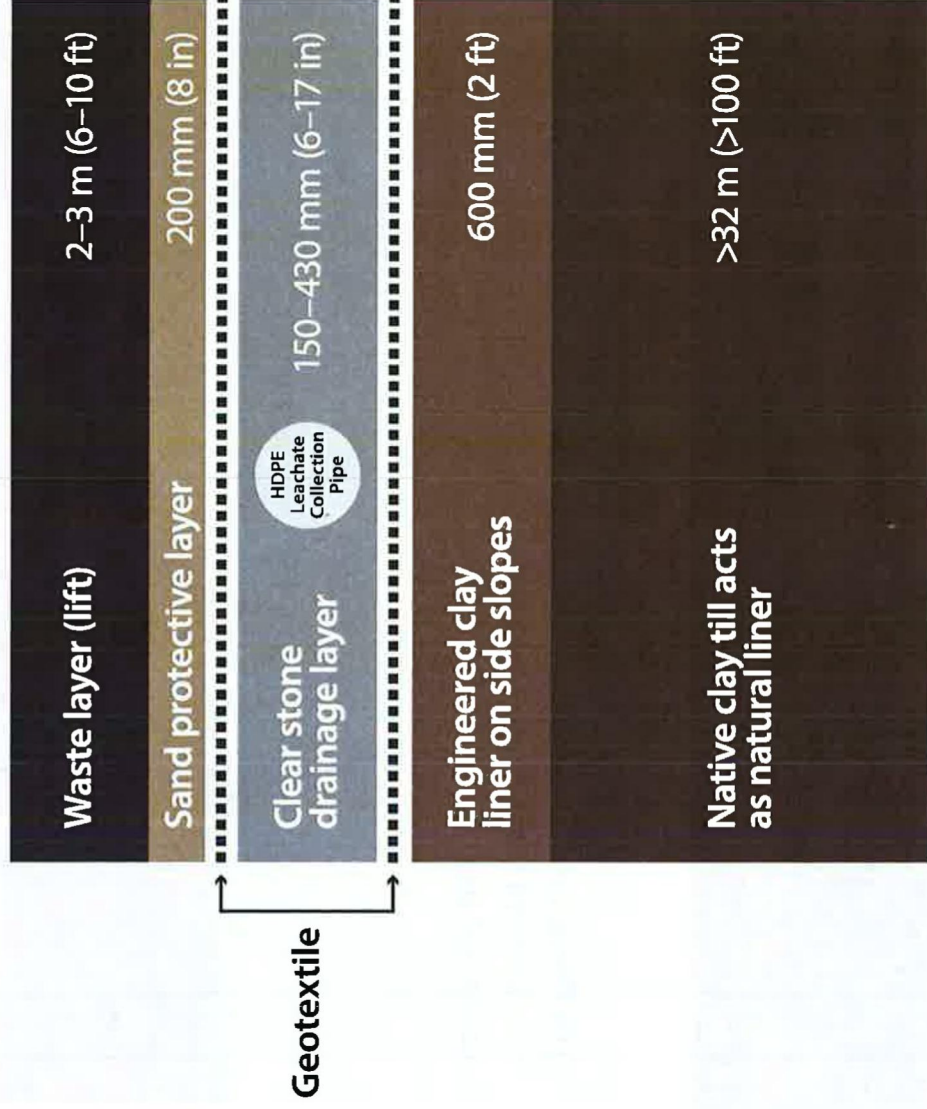 Waste layer (lift)
2–3 m (6–10 ft)
Sand protective layer
200 mm (8 in)
Geotextile
Clear stone
drainage layer
HDPE
Leachate
Collection
Pipe
150–430 mm (6–17 in)
Engineered clay
liner on side slopes
600 mm (2 ft)
Native clay till acts
as natural liner
>32 m (>100 ft)